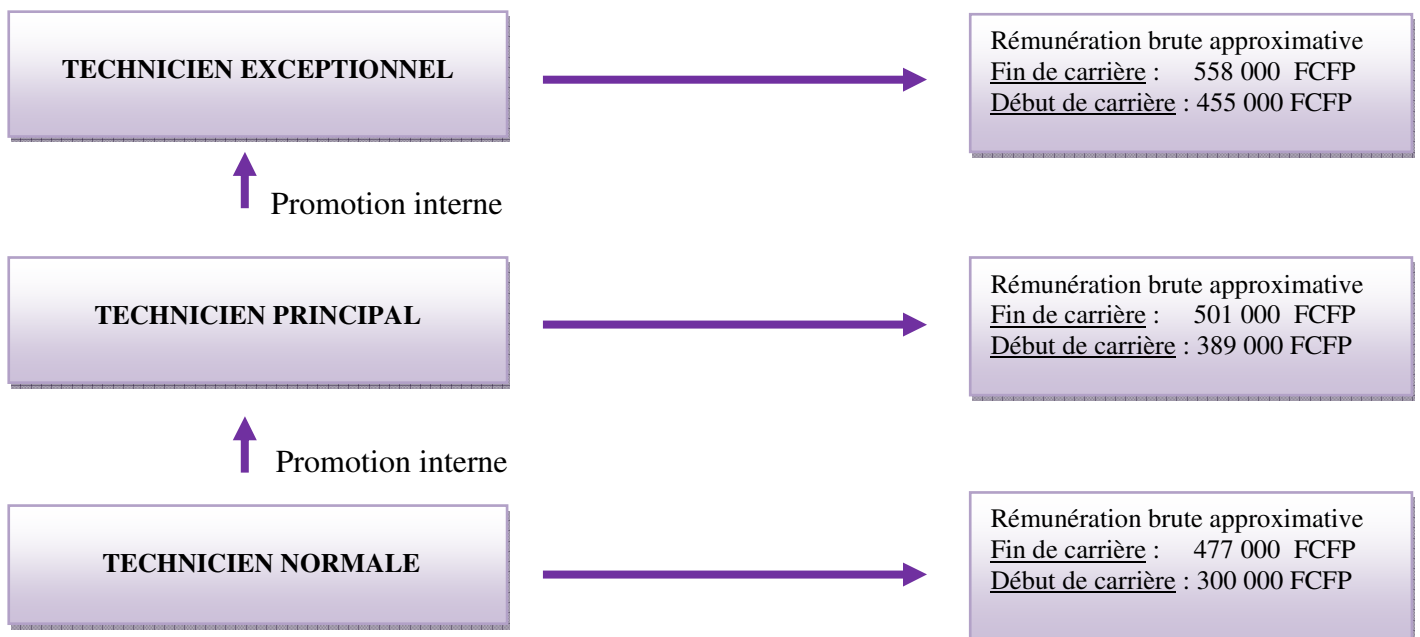 TECHNICIEN EXCEPTIONNEL
Rémunération brute approximative
Fin de carrière : 558 000 FCFP
Début de carrière : 455 000 FCFP
Promotion interne
TECHNICIEN PRINCIPAL
Rémunération brute approximative
Fin de carrière : 501 000 FCFP
Début de carrière : 389 000 FCFP
Promotion interne
TECHNICIEN NORMALE
Rémunération brute approximative
Fin de carrière : 477 000 FCFP
Début de carrière : 300 000 FCFP